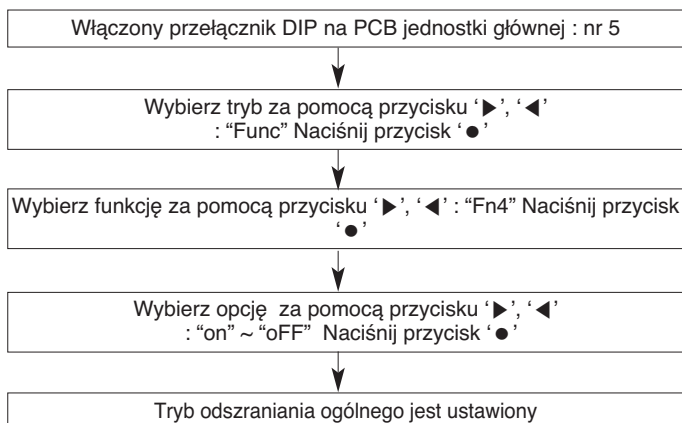 Włączony przełącznik DIP na PCB jednostki głównej : nr 5
Wybierz tryb za pomocą przycisku ‘▶’, ‘◀’
: “Func” Naciśnij przycisk ‘●’
Wybierz funkcję za pomocą przycisku ‘▶’, ‘◀’ : “Fn4” Naciśnij przycisk
‘●’
Wybierz opcję za pomocą przycisku ‘▶’, ‘◀’
: “on” ~ “oFF” Naciśnij przycisk ‘●’
Tryb odszraniania ogólnego jest ustawiony